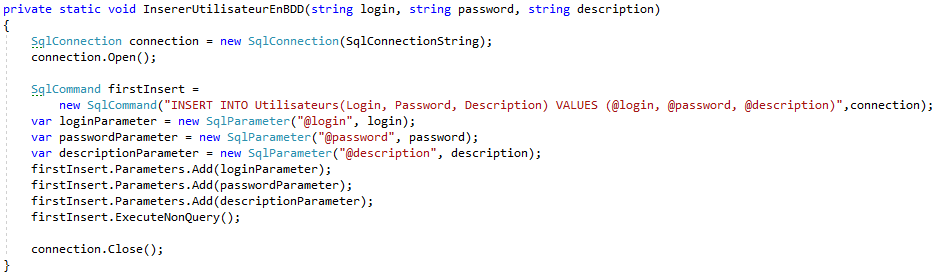 private static void InsererUtilisateurEnBDD(string login, string password, string description)
{
    SqlConnection connection = new SqlConnection(SqlConnectionString);
    connection.Open();

    SqlCommand firstInsert =
        new SqlCommand("INSERT INTO Utilisateurs(Login, Password, Description) VALUES (@login, @password, @description)",connection);
    var loginParameter = new SqlParameter("@login", login);
    var passwordParameter = new SqlParameter("@password", password);
    var descriptionParameter = new SqlParameter("@description", description);
    firstInsert.Parameters.Add(loginParameter);
    firstInsert.Parameters.Add(passwordParameter);
    firstInsert.Parameters.Add(descriptionParameter);
    firstInsert.ExecuteNonQuery();

    connection.Close();
}